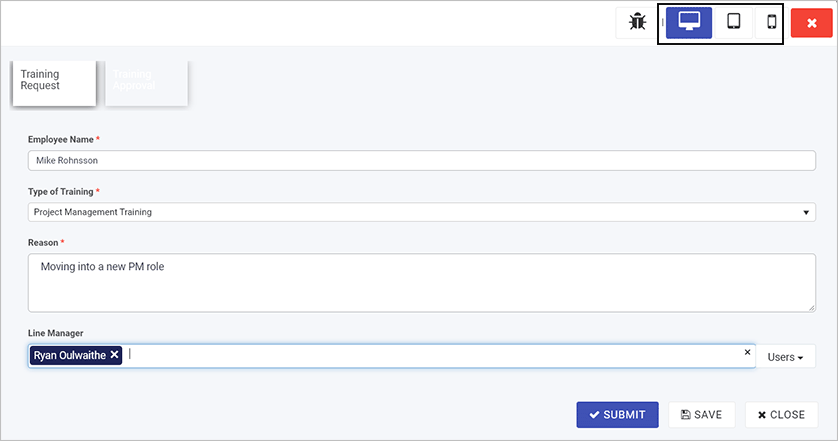 Training
Request
Training
Approval
Employee Name *
Mike Rohnsson
Type of Training *
Project Management Training
Reason *
Moving into a new PM role
Line Manager
Ryan Oulwaithe ✕
× Users
✔ SUBMIT SAVE ✖ CLOSE